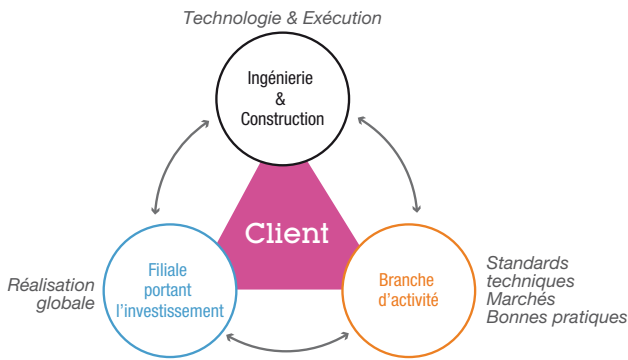 Technologie & Exécution
Ingénierie
&
Construction
Client
Réalisation
globale
Filiale
portant
l'investissement
Branche
d'activité
Standards
techniques
Marchés
Bonnes pratiques